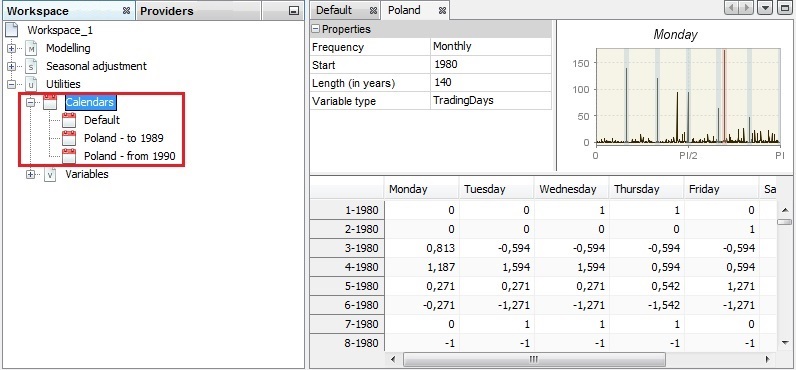 Workspace
Providers
Workspace_1
M Modelling
S Seasonal adjustment
U Utilities
Calendars
Default
Poland - to 1989
Poland - from 1990
V Variables
Default
Poland
Properties
Frequency Monthly
Start 1980
Length (in years) 140
Variable type TradingDays
Monday
150
125
100
75
50
25
0
0 PI/2 PI
Monday Tuesday Wednesday Thursday Friday Sa
1-1980 0 0 1 1 0
2-1980 0 0 0 0 1
3-1980 0,813 -0,594 -0,594 -0,594 -0,594
4-1980 1,187 1,594 1,594 0,594 0,594
5-1980 0,271 0,271 0,271 0,542 1,271
6-1980 -0,271 -1,271 -1,271 -1,542 -1,271
7-1980 0 1 1 1 0
8-1980 -1 -1 -1 -1 -1